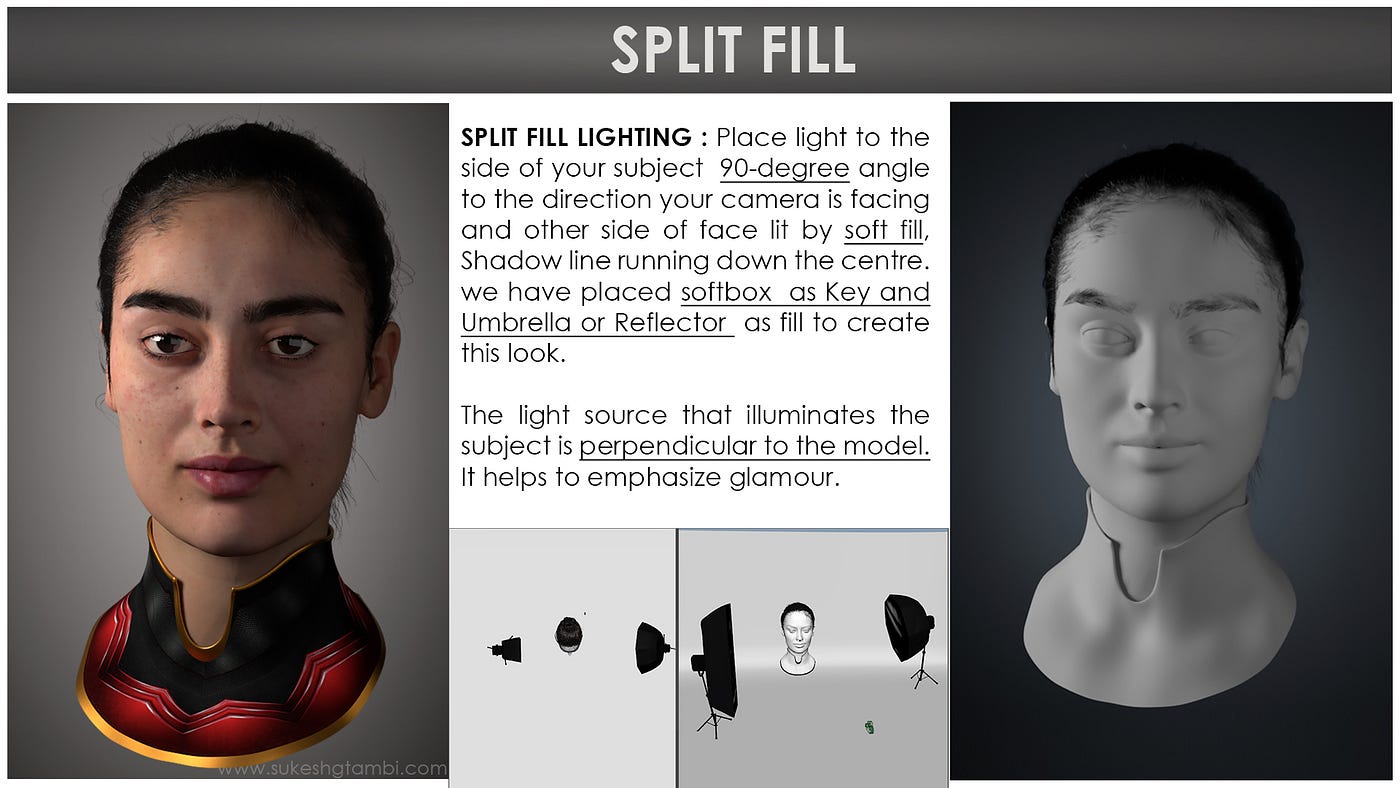 SPLIT FILL
SPLIT FILL LIGHTING : Place light to the
side of your subject 90-degree angle
to the direction your camera is facing
and other side of face lit by soft fill,
Shadow line running down the centre.
we have placed softbox as Key and
Umbrella or Reflector as fill to create
this look.
The light source that illuminates the
subject is perpendicular to the model.
It helps to emphasize glamour.
www.sukeshgtambi.com